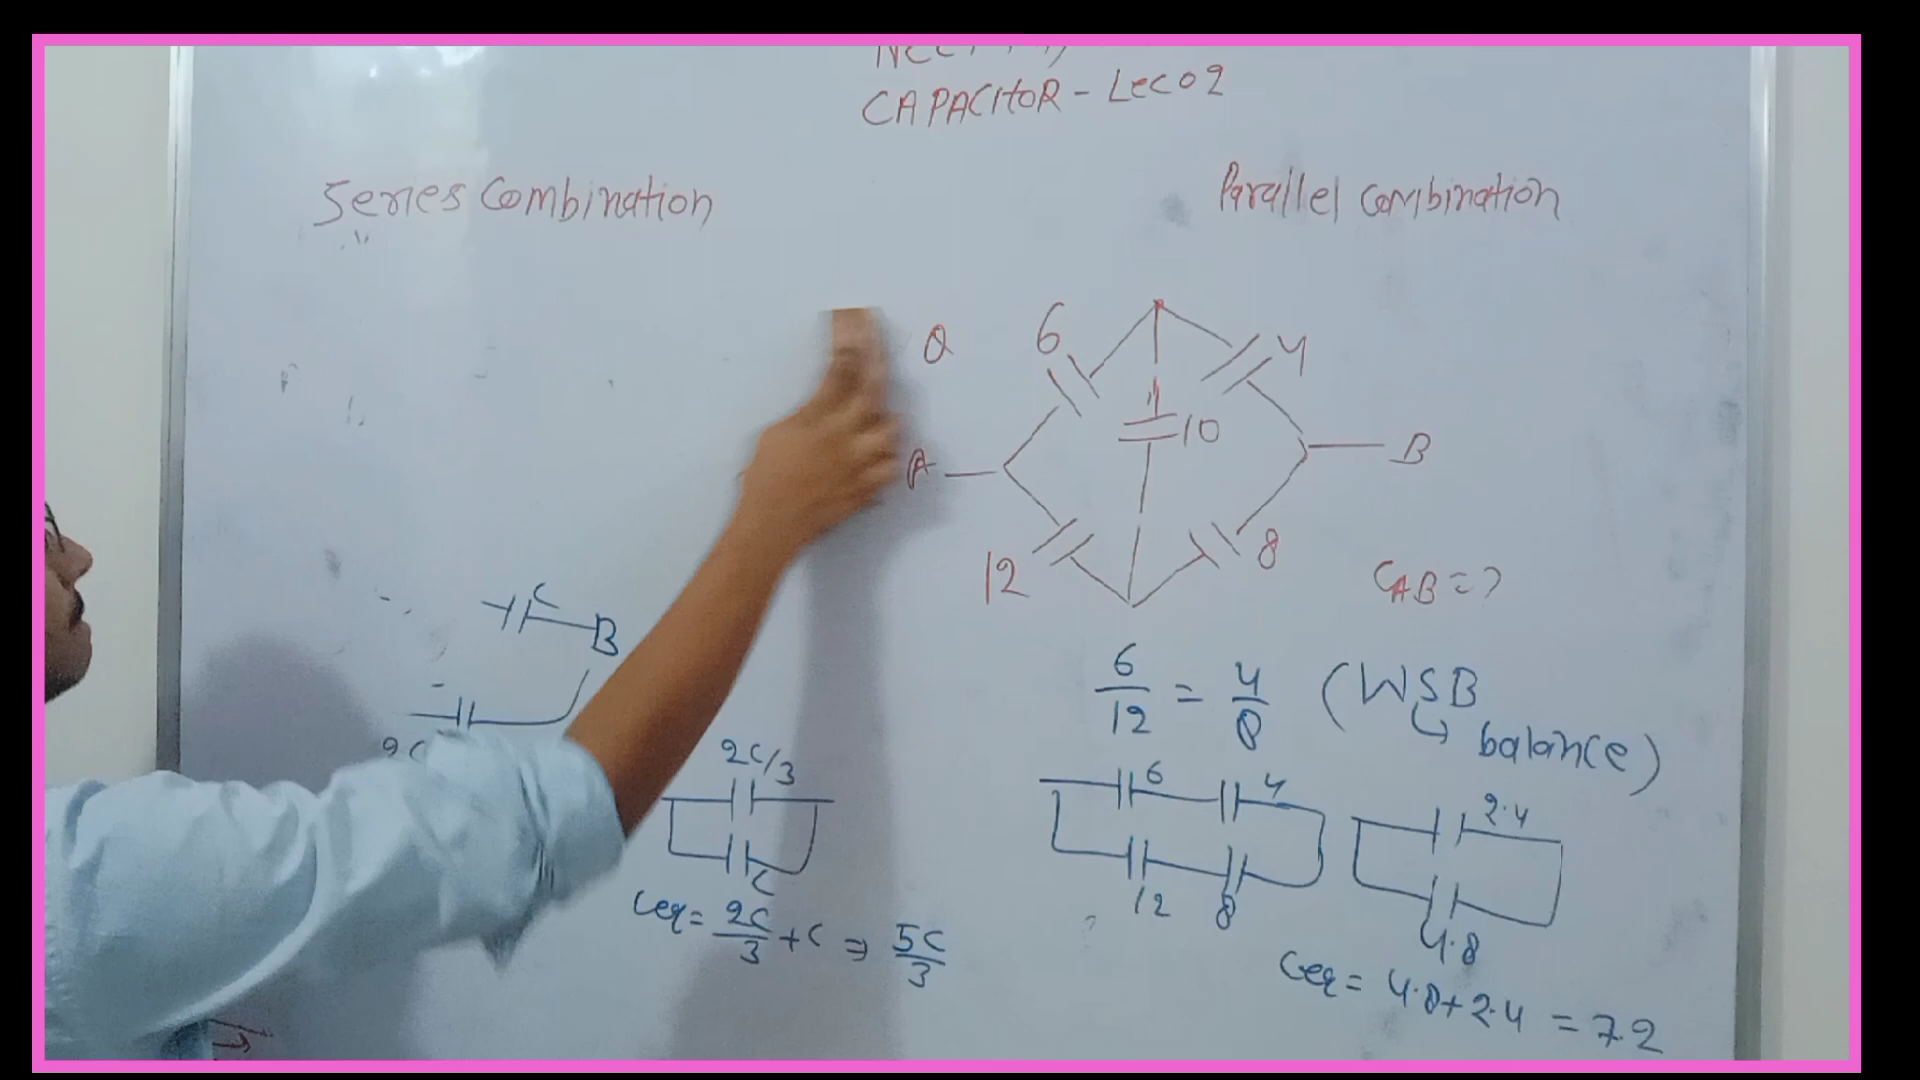 CAPACITOR - Lec 02
Series Combination
Parallel Combination
Q
6
4
10
A
B
12
8
C_AB = ?
C
B
2C
6/12 = 4/8 (WSB
↳ balance)
2C/3
C
Ceq = 2C/3 + C ⇒ 5C/3
6
4
12
8
2.4
4.8
Ceq = 4.8 + 2.4 = 7.2